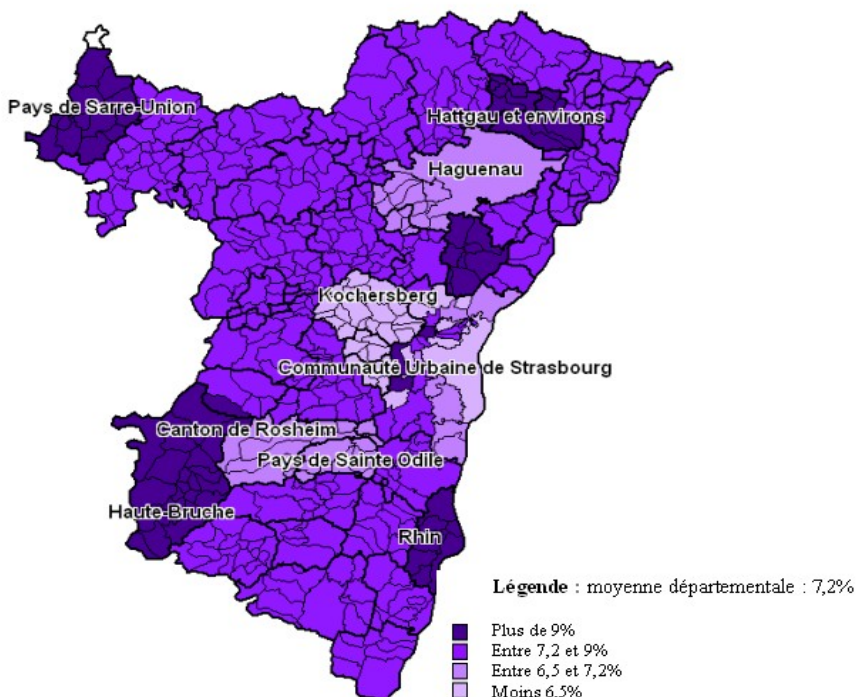 Pays de Sarre-Union
Hattgau et environs
Haguenau
Kochersberg
Communauté Urbaine de Strasbourg
Canton de Rosheim
Pays de Sainte Odile
Haute-Bruche
Rhin
Légende : moyenne départementale : 7,2%
Plus de 9%
Entre 7,2 et 9%
Entre 6,5 et 7,2%
Moins 6,5%